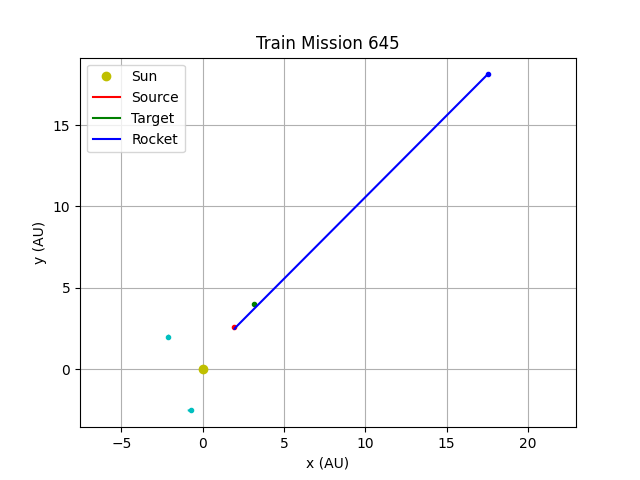 Train Mission 645
Sun
Source
Target
Rocket
15
10
5
0
y (AU)
−5 0 5 10 15 20
x (AU)